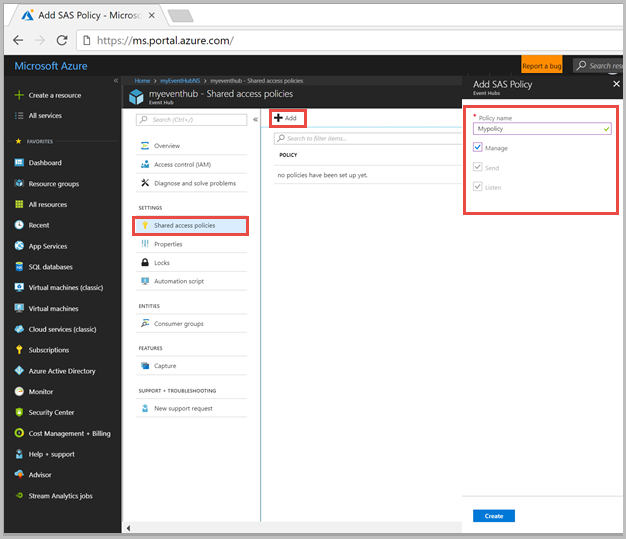 Add SAS Policy - Microso
https://ms.portal.azure.com/
Microsoft Azure
Report a bug
Search reso
Home > myEventHubNS > myeventhub - Shared access policies
myeventhub - Shared access policies
Event Hub
Create a resource
All services
FAVORITES
Dashboard
Resource groups
All resources
Recent
App Services
SQL databases
Virtual machines (classic)
Virtual machines
Cloud services (classic)
Subscriptions
Azure Active Directory
Monitor
Security Center
Cost Management + Billing
Help + support
Advisor
Stream Analytics jobs
Search (Ctrl+/)
Overview
Access control (IAM)
Diagnose and solve problems
SETTINGS
Shared access policies
Properties
Locks
Automation script
ENTITIES
Consumer groups
FEATURES
Capture
SUPPORT + TROUBLESHOOTING
New support request
Add
Search to filter items...
POLICY
no policies have been set up yet.
Add SAS Policy
Event Hubs
* Policy name
Mypolicy
Manage
Send
Listen
Create